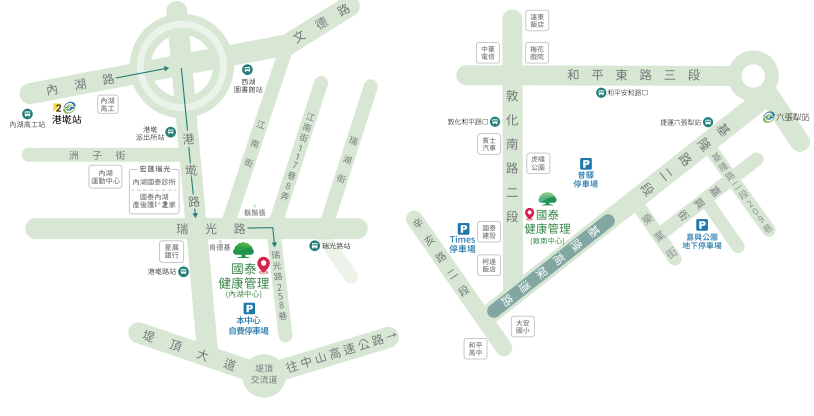 內湖路
文德路
西湖
圖書館站
內湖高工站
2
港墘站
內湖
高工
港墘
派出所站
港墘路
洲子街
江南街
江南街117巷8弄
瑞湖街
內湖
運動中心
宏匯瑞光
內湖國泰診所
國泰內湖
產後護理之家
鬍鬚張
瑞光路
星展
銀行
肯德基
瑞光路站
港墘路站
國泰
健康管理
(內湖中心)
P
本中心
自費停車場
瑞光路258巷
堤頂大道
堤頂
交流道
往中山高速公路→
遠東
飯店
中華
電信
梅花
戲院
和平東路三段
和平安和路口
敦化南路二段
敦化和平路口
賓士
汽車
虎嘯
公園
捷運六張犁站
六張犁站
P
普驛
停車場
基隆路二段
基隆路二段209巷
嘉興街
樂業街
P
嘉興公園
地下停車場
國泰
健康管理
(敦南中心)
P
Times
停車場
國泰
建設
柯達
飯店
辛亥路二段
基隆高架道路
大安
國小
和平
高中